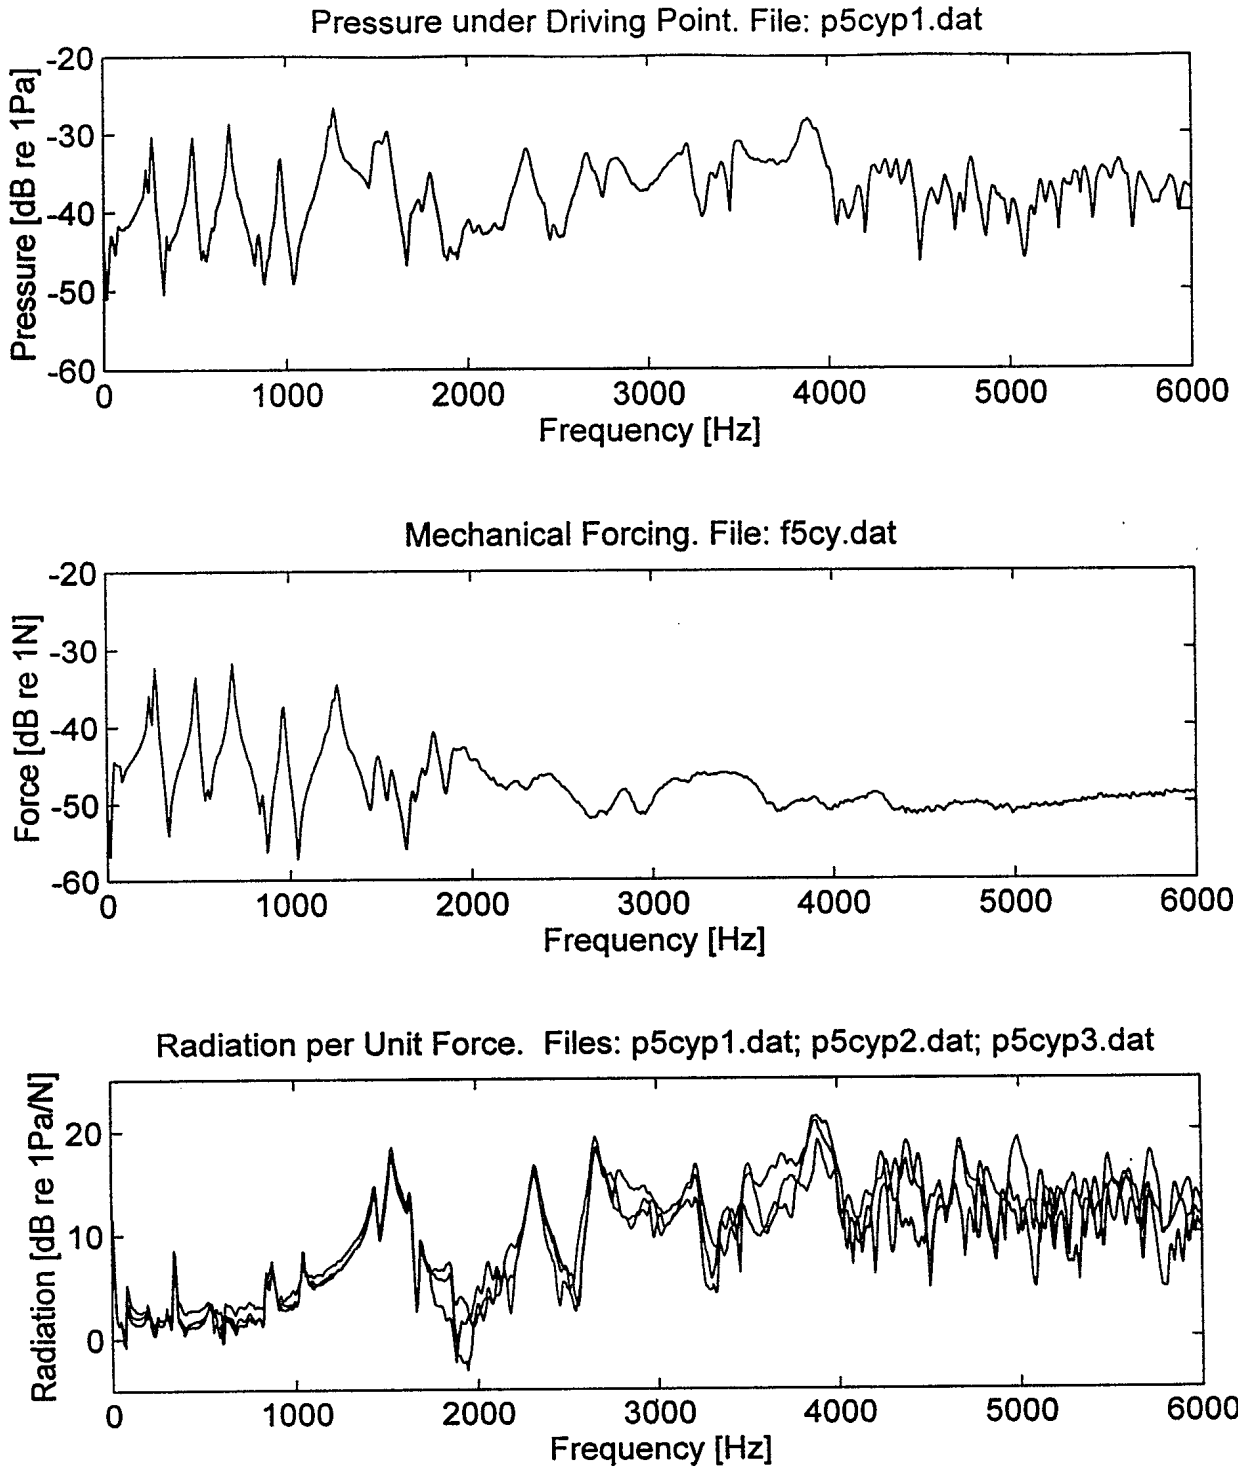 Pressure under Driving Point. File: p5cyp1.dat
Pressure [dB re 1Pa]
-20
-30
-40
-50
-60
0 1000 2000 3000 4000 5000 6000
Frequency [Hz]
Mechanical Forcing. File: f5cy.dat
Force [dB re 1N]
-20
-30
-40
-50
-60
0 1000 2000 3000 4000 5000 6000
Frequency [Hz]
Radiation per Unit Force. Files: p5cyp1.dat; p5cyp2.dat; p5cyp3.dat
Radiation [dB re 1Pa/N]
20
10
0
0 1000 2000 3000 4000 5000 6000
Frequency [Hz]